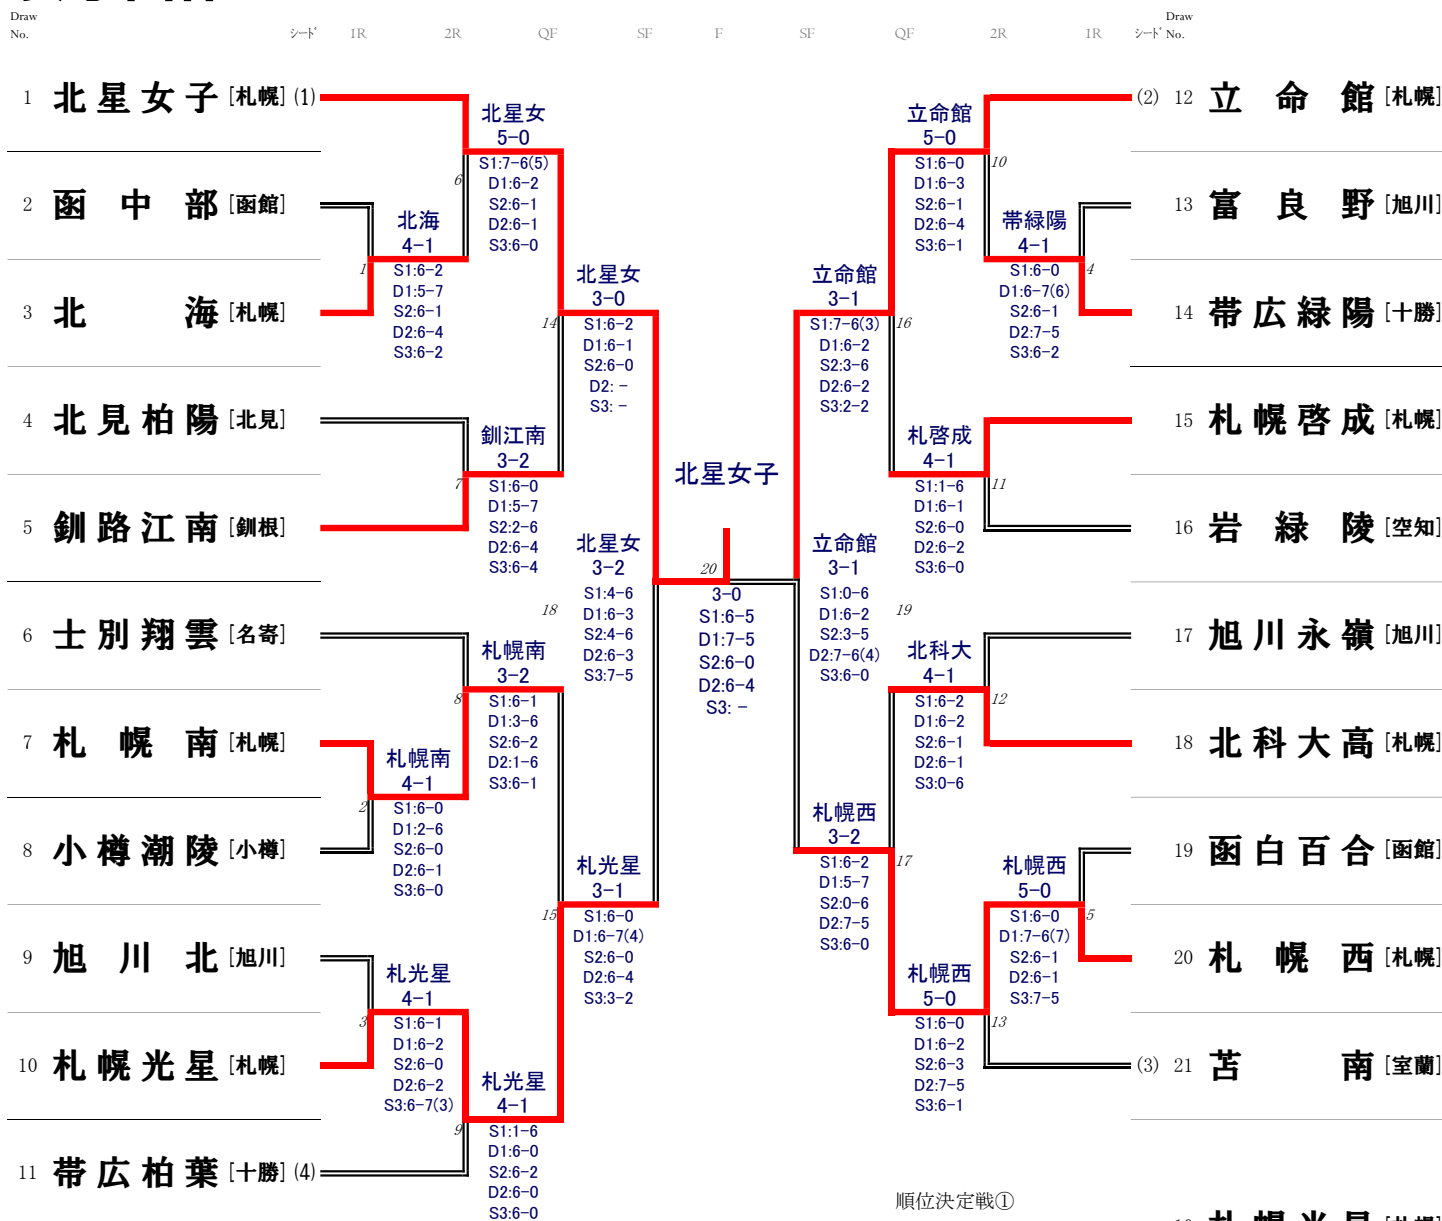 Draw
No.
シード 1R 2R QF SF F SF QF 2R 1R シード
Draw
No.
1 北星女子 [札幌] (1)
2 函中部 [函館]
3 北海 [札幌]
4 北見柏陽 [北見]
5 釧路江南 [釧根]
6 士別翔雲 [名寄]
7 札幌南 [札幌]
8 小樽潮陵 [小樽]
9 旭川北 [旭川]
10 札幌光星 [札幌]
11 帯広柏葉 [十勝] (4)
1
北海
4-1
S1:6-2
D1:5-7
S2:6-1
D2:6-4
S3:6-2
2
札幌南
4-1
S1:6-0
D1:2-6
S2:6-0
D2:6-1
S3:6-0
3
札光星
4-1
S1:6-1
D1:6-2
S2:6-0
D2:6-2
S3:6-7(3)
6
北星女
5-0
S1:7-6(5)
D1:6-2
S2:6-1
D2:6-1
S3:6-0
7
釧江南
3-2
S1:6-0
D1:5-7
S2:2-6
D2:6-4
S3:6-4
8
札幌南
3-2
S1:6-1
D1:3-6
S2:6-2
D2:1-6
S3:6-1
9
札光星
4-1
S1:1-6
D1:6-0
S2:6-2
D2:6-0
S3:6-0
14
北星女
3-0
S1:6-2
D1:6-1
S2:6-0
D2: -
S3: -
15
札光星
3-1
S1:6-0
D1:6-7(4)
S2:6-0
D2:6-4
S3:3-2
18
北星女
3-2
S1:4-6
D1:6-3
S2:4-6
D2:6-3
S3:7-5
北星女子
20
3-0
S1:6-5
D1:7-5
S2:6-0
D2:6-4
S3: -
立命館
3-1
S1:0-6
D1:6-2
S2:3-5
D2:7-6(4)
S3:6-0
19
立命館
3-1
S1:7-6(3)
D1:6-2
S2:3-6
D2:6-2
S3:2-2
16
札幌西
3-2
S1:6-2
D1:5-7
S2:0-6
D2:7-5
S3:6-0
17
立命館
5-0
S1:6-0
D1:6-3
S2:6-1
D2:6-4
S3:6-1
10
札啓成
4-1
S1:1-6
D1:6-1
S2:6-0
D2:6-2
S3:6-0
11
北科大
4-1
S1:6-2
D1:6-2
S2:6-1
D2:6-1
S3:0-6
12
札幌西
5-0
S1:6-0
D1:6-2
S2:6-3
D2:7-5
S3:6-1
13
帯緑陽
4-1
S1:6-0
D1:6-7(6)
S2:6-1
D2:7-5
S3:6-2
4
札幌西
5-0
S1:6-0
D1:7-6(7)
S2:6-1
D2:6-1
S3:7-5
5
(2) 12 立命館 [札幌]
13 富良野 [旭川]
14 帯広緑陽 [十勝]
15 札幌啓成 [札幌]
16 岩緑陵 [空知]
17 旭川永嶺 [旭川]
18 北科大高 [札幌]
19 函白百合 [函館]
20 札幌西 [札幌]
(3) 21 苫南 [室蘭]
順位決定戦①